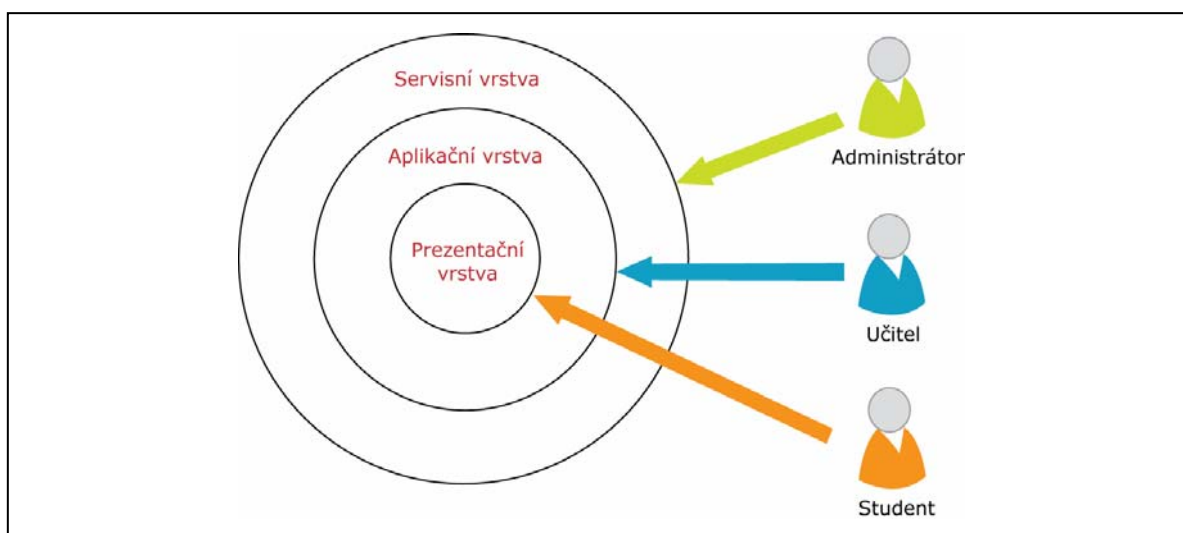 Servisní vrstva
Aplikační vrstva
Prezentační
vrstva
Administrátor
Učitel
Student